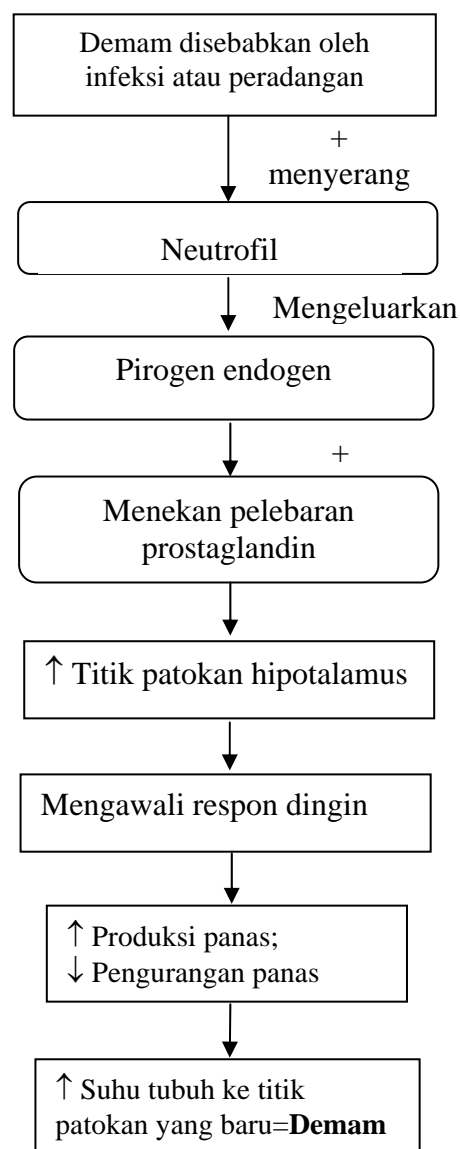 Demam disebabkan oleh
infeksi atau peradangan
+
menyerang
Neutrofil
Mengeluarkan
Pirogen endogen
+
Menekan pelebaran
prostaglandin
↑ Titik patokan hipotalamus
Mengawali respon dingin
↑ Produksi panas;
↓ Pengurangan panas
↑ Suhu tubuh ke titik
patokan yang baru=Demam